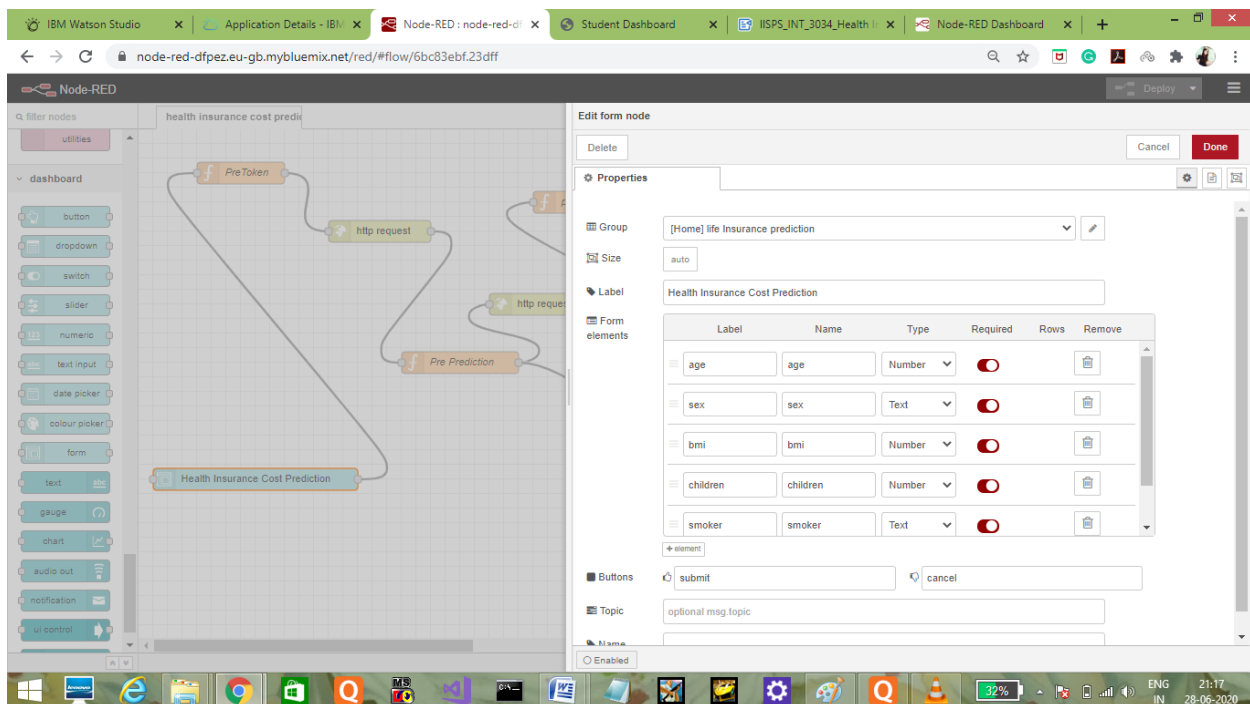 IBM Watson Studio
Application Details - IBM
Node-RED : node-red-df
Student Dashboard
IISPS_INT_3034_Health I
Node-RED Dashboard
node-red-dfpez.eu-gb.mybluemix.net/red/#flow/6bc83ebf.23dff
Node-RED
Deploy
filter nodes
health insurance cost predic
Edit form node
utilities
Delete
Cancel
Done
dashboard
Properties
button
dropdown
switch
slider
numeric
text input
date picker
colour picker
form
text
abc
gauge
chart
audio out
notification
ui control
PreToken
http request
http reques
Pre Prediction
Health Insurance Cost Prediction
Group
[Home] life Insurance prediction
Size
auto
Label
Health Insurance Cost Prediction
Form elements
Label Name Type Required Rows Remove
age age Number
sex sex Text
bmi bmi Number
children children Number
smoker smoker Text
+ element
Buttons
submit
cancel
Topic
optional msg.topic
Name
Enabled
32%
ENG
IN
21:17
28-06-2020